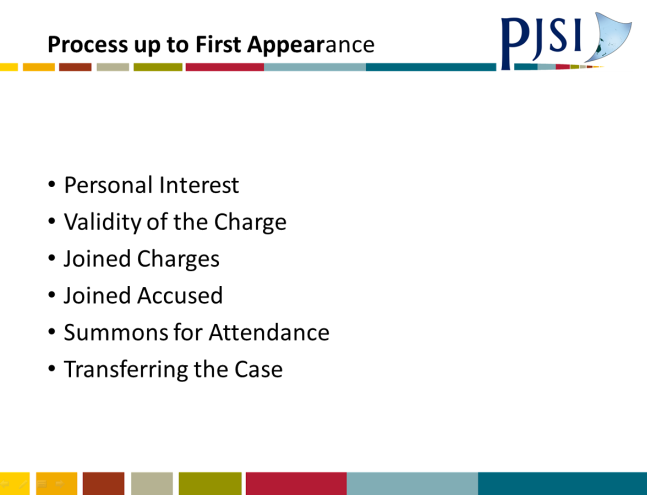 Process up to First Appearance
PJSI
• Personal Interest
• Validity of the Charge
• Joined Charges
• Joined Accused
• Summons for Attendance
• Transferring the Case